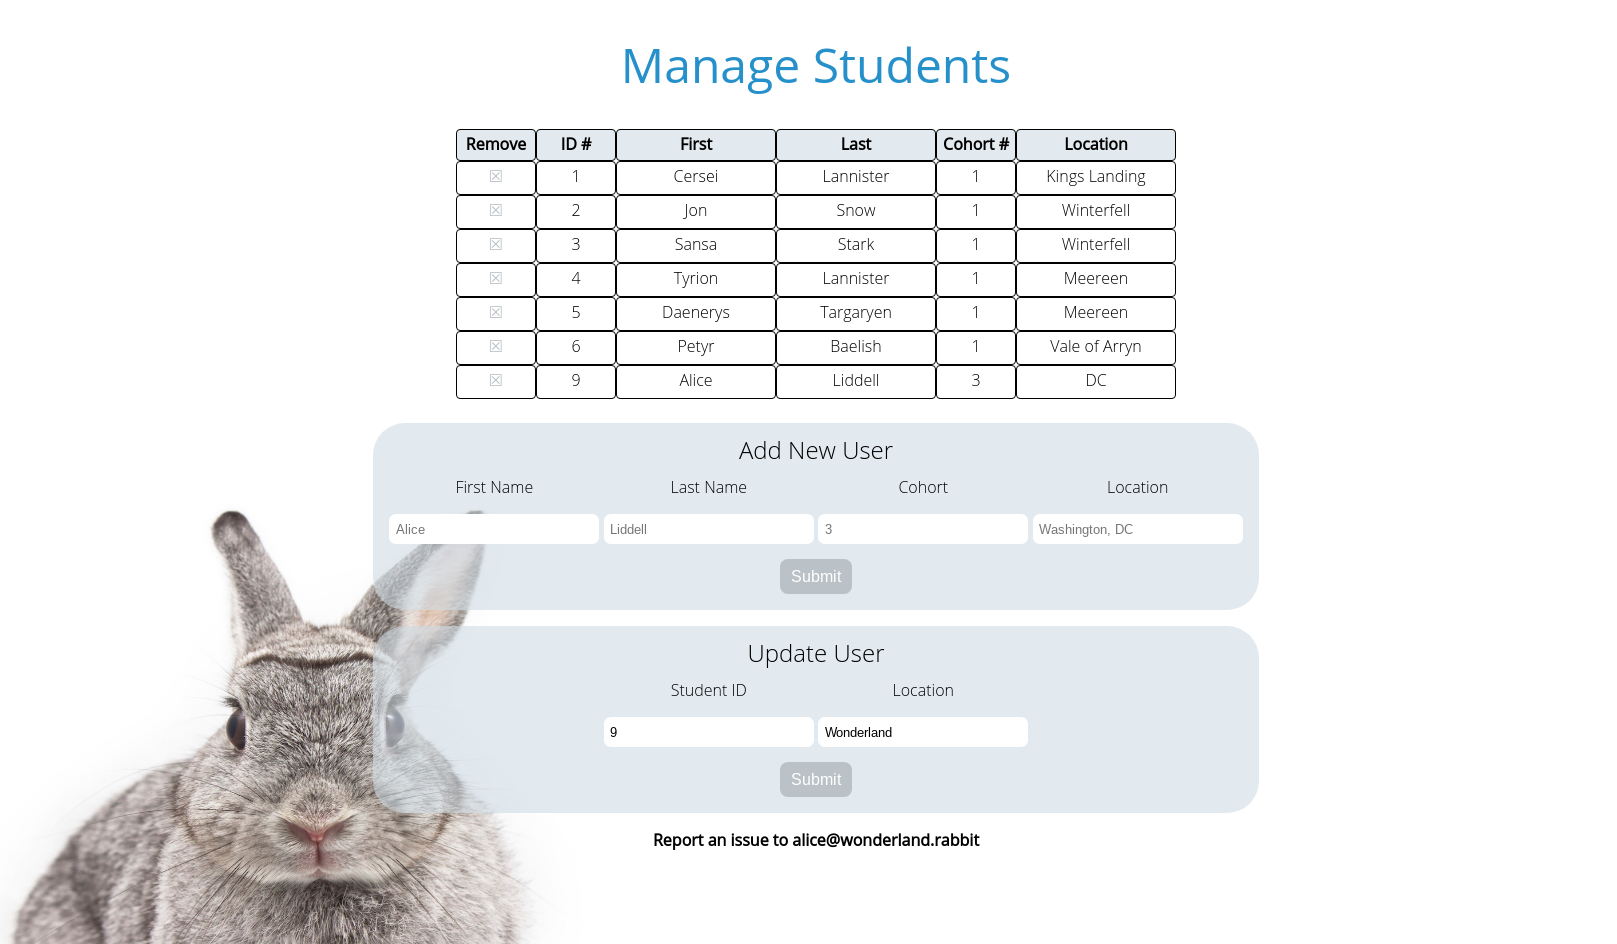 Manage Students
Remove ID # First Last Cohort # Location
☒ 1 Cersei Lannister 1 Kings Landing
☒ 2 Jon Snow 1 Winterfell
☒ 3 Sansa Stark 1 Winterfell
☒ 4 Tyrion Lannister 1 Meereen
☒ 5 Daenerys Targaryen 1 Meereen
☒ 6 Petyr Baelish 1 Vale of Arryn
☒ 9 Alice Liddell 3 DC
Add New User
First Name Last Name Cohort Location
Alice Liddell 3 Washington, DC
Submit
Update User
Student ID Location
9 Wonderland
Submit
Report an issue to alice@wonderland.rabbit